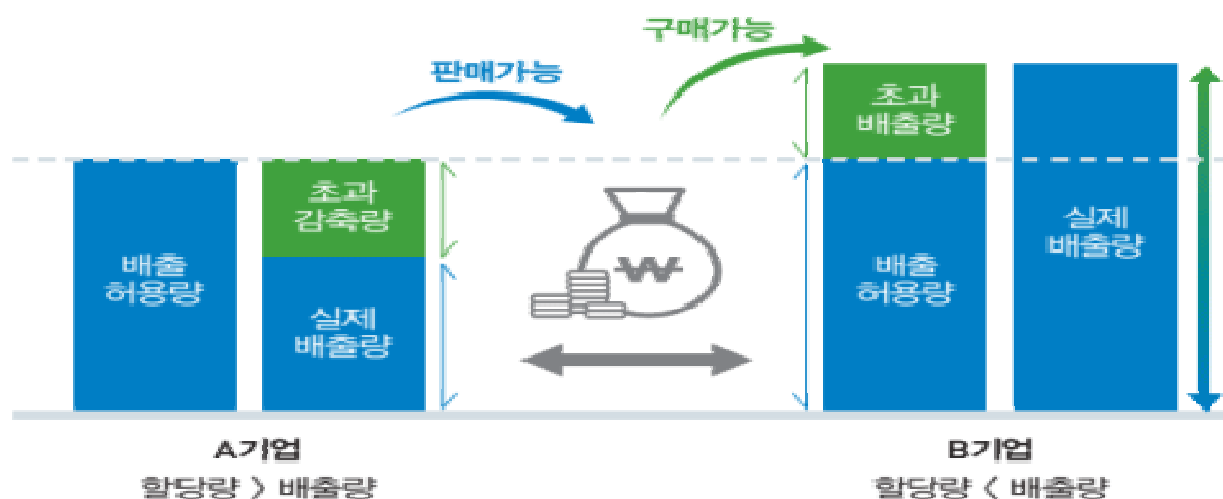 구매가능
판매가능
초과
배출량
초과
감축량
배출
허용량
실제
배출량
₩
배출
허용량
실제
배출량
A기업
할당량 > 배출량
B기업
할당량 < 배출량